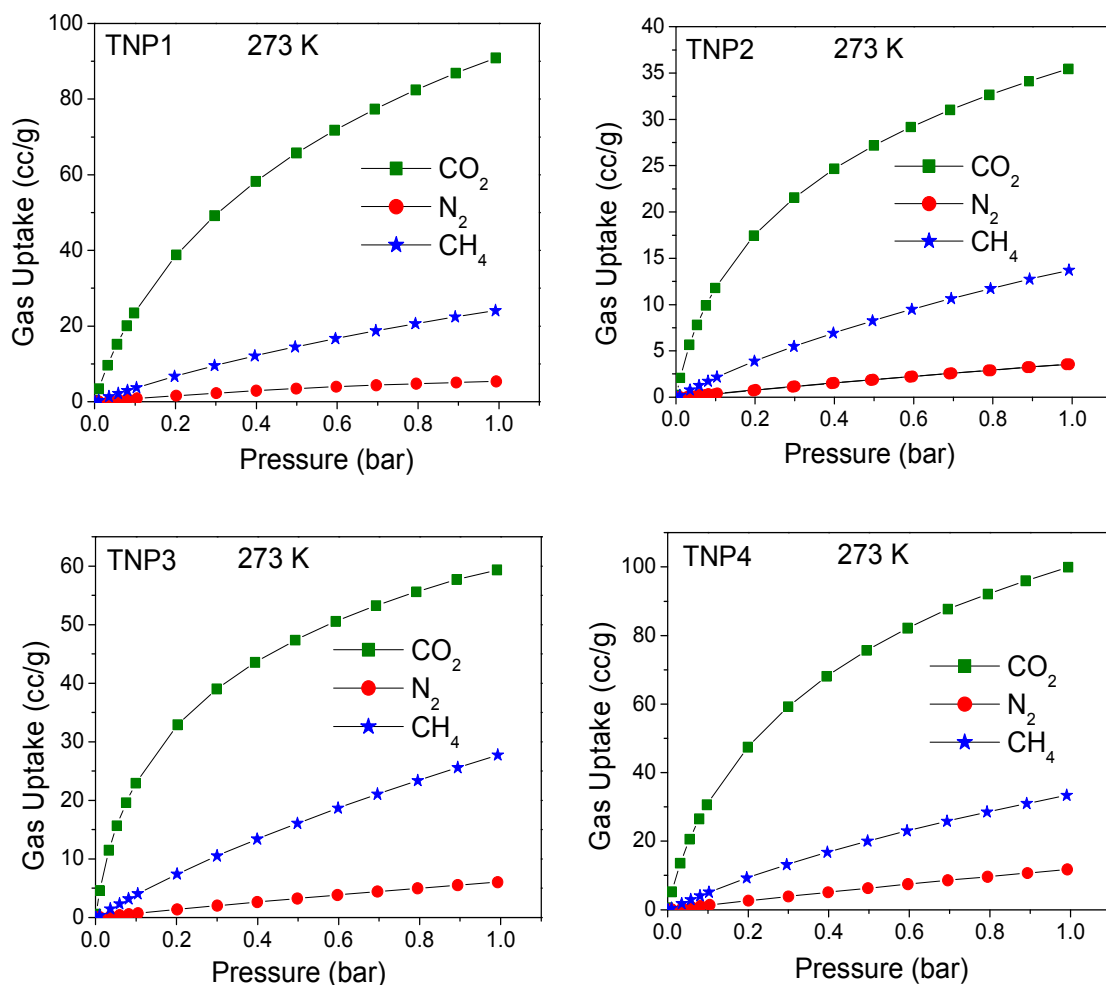 TNP1 273 K
100
80
60
40
20
0
CO₂
N₂
CH₄
Gas Uptake (cc/g)
0.0 0.2 0.4 0.6 0.8 1.0
Pressure (bar)
TNP2 273 K
40
35
30
25
20
15
10
5
0
CO₂
N₂
CH₄
Gas Uptake (cc/g)
0.0 0.2 0.4 0.6 0.8 1.0
Pressure (bar)
TNP3 273 K
60
50
40
30
20
10
0
CO₂
N₂
CH₄
Gas Uptake (cc/g)
0.0 0.2 0.4 0.6 0.8 1.0
Pressure (bar)
TNP4 273 K
100
80
60
40
20
0
CO₂
N₂
CH₄
Gas Uptake (cc/g)
0.0 0.2 0.4 0.6 0.8 1.0
Pressure (bar)